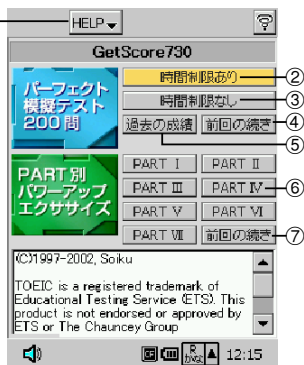 HELP
?
GetScore730
パーフェクト
模擬テスト
200問
時間制限あり
②
時間制限なし
③
過去の成績 前回の続き
④
⑤
PART別
パワーアップ
エクササイズ
PART Ⅰ PART Ⅱ
PART Ⅲ PART Ⅳ
⑥
PART Ⅴ PART Ⅵ
PART Ⅶ 前回の続き
⑦
(C)1997-2002, Soiku
TOEIC is a registered trademark of
Educational Testing Service (ETS). This
product is not endorsed or approved by
ETS or The Chauncey Group
R
かな
12:15